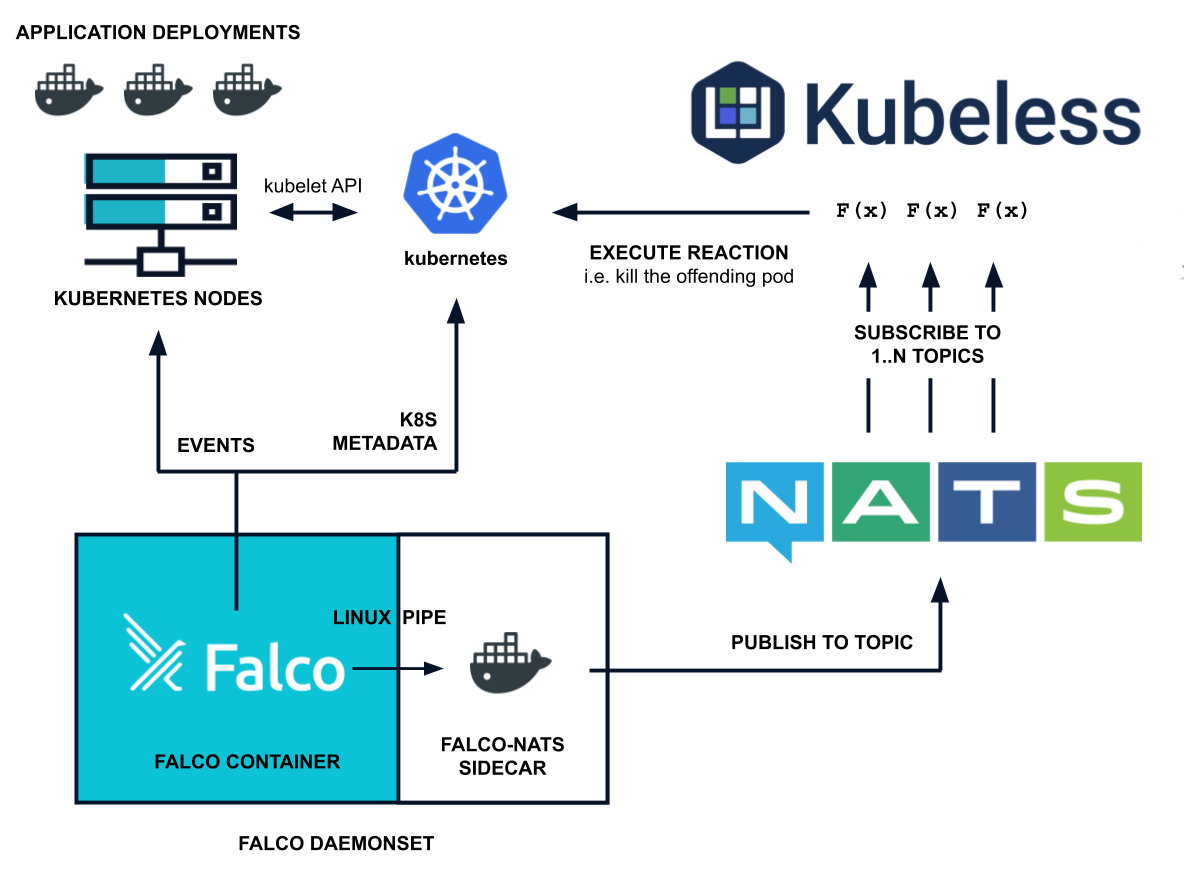 APPLICATION DEPLOYMENTS
Kubeless
kubelet API
F(x) F(x) F(x)
kubernetes
EXECUTE REACTION
i.e. kill the offending pod
KUBERNETES NODES
SUBSCRIBE TO
1..N TOPICS
K8S
METADATA
EVENTS
NATS
LINUX PIPE
PUBLISH TO TOPIC
Falco
FALCO-NATS
SIDECAR
FALCO CONTAINER
FALCO DAEMONSET